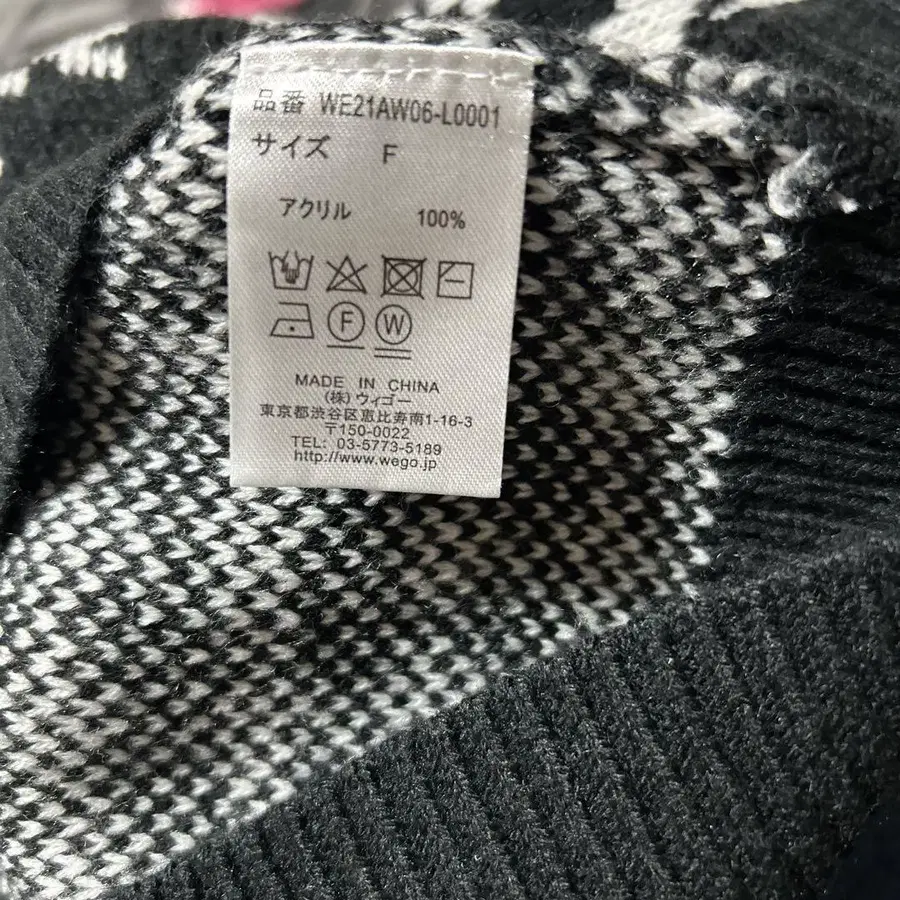 品番 WE21AW06-L0001
サイズ F
アクリル 100%
F W
MADE IN CHINA
(株)ウィゴー
東京都渋谷区恵比寿南1-16-3
〒150-0022
TEL: 03-5773-5189
http://www.wego.jp